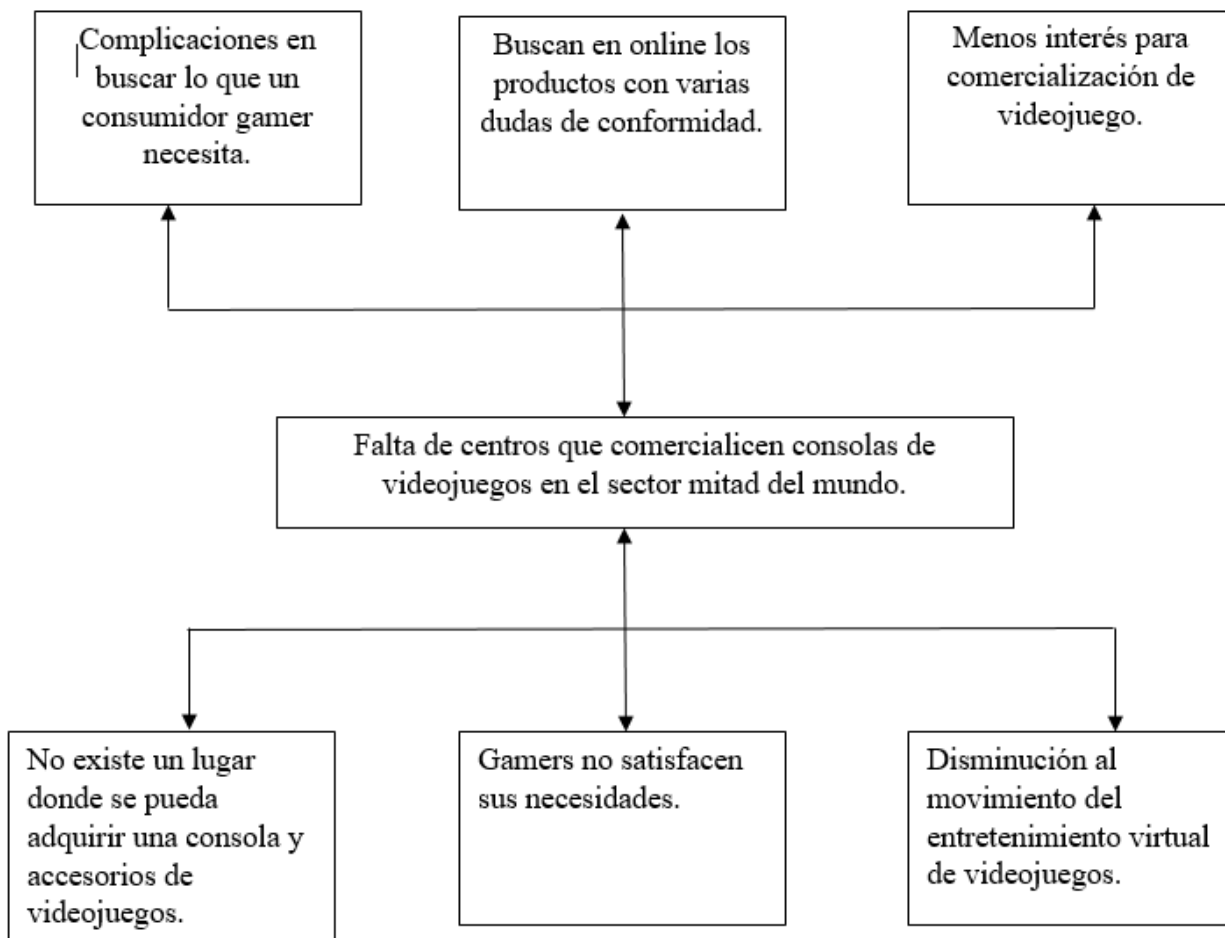 Complicaciones en
buscar lo que un
consumidor gamer
necesita.
Buscan en online los
productos con varias
dudas de conformidad.
Menos interés para
comercialización de
videojuego.
Falta de centros que comercialicen consolas de
videojuegos en el sector mitad del mundo.
No existe un lugar
donde se pueda
adquirir una consola y
accesorios de
videojuegos.
Gamers no satisfacen
sus necesidades.
Disminución al
movimiento del
entretenimiento virtual
de videojuegos.